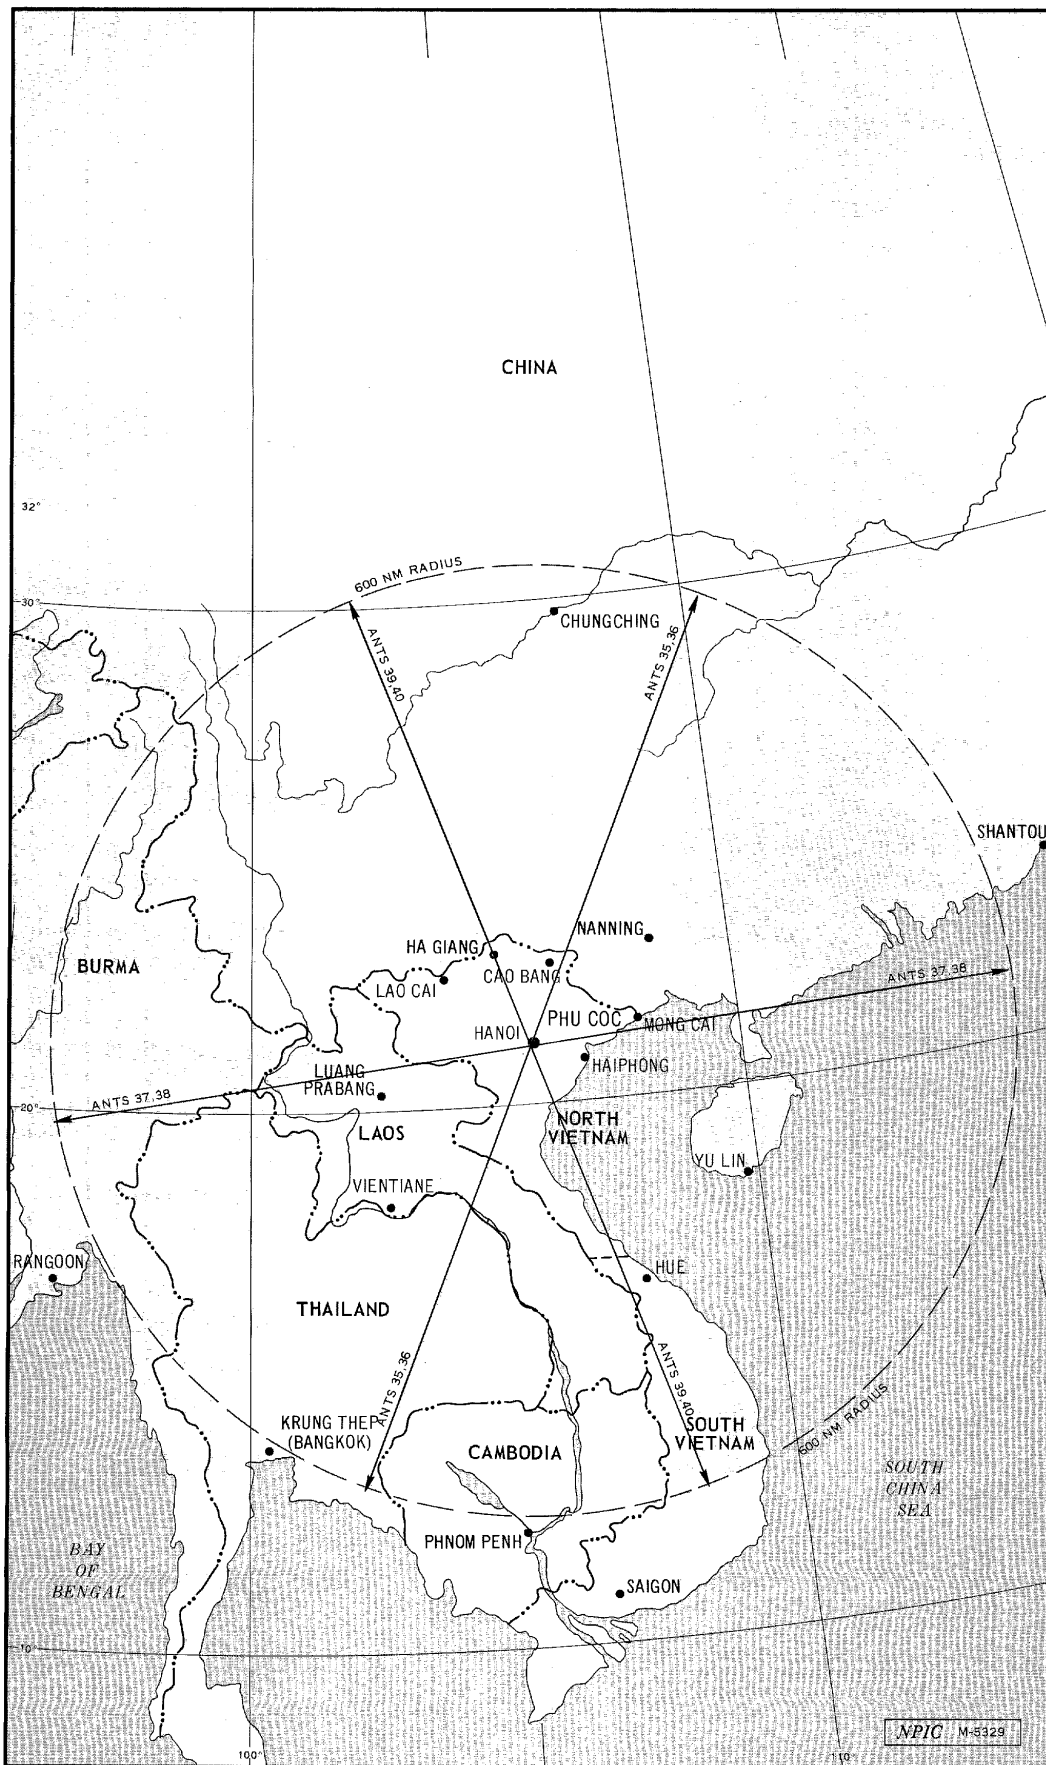 CHINA
32°
600 NM RADIUS
30°
CHUNGCHING
ANTS 39,40
ANTS 35,36
SHANTOU
NANNING
HA GIANG
BURMA
CAO BANG
ANTS 37,38
LAO CAI
PHU COC
MONG CAI
HANOI
HAIPHONG
LUANG
PRABANG
ANTS 37,38
20°
NORTH
VIETNAM
LAOS
YU LIN
VIENTIANE
RANGOON
HUE
THAILAND
ANTS 35,36
ANTS 39,40
600 NM RADIUS
KRUNG THEP
(BANGKOK)
SOUTH
VIETNAM
CAMBODIA
SOUTH
CHINA
SEA
PHNOM PENH
BAY
OF
BENGAL
SAIGON
10
NPIC M-5329
100°
110